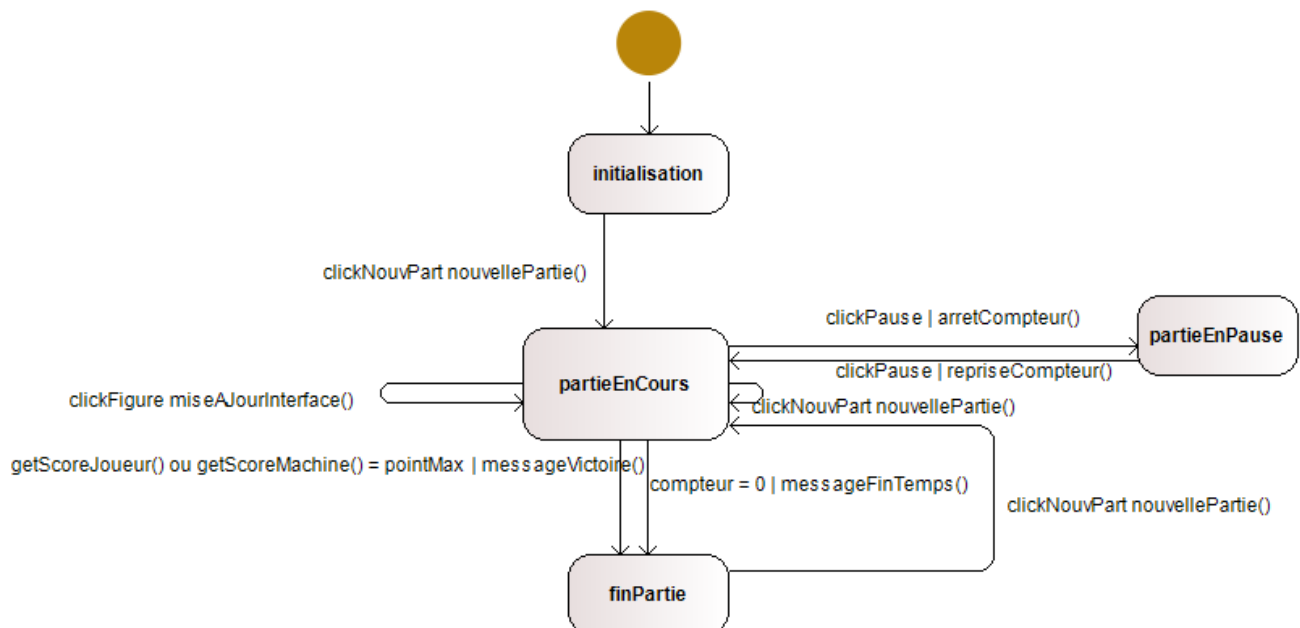 initialisation
clickNouvPart nouvellePartie()
clickPause | arretCompteur()
partieEnPause
clickPause | repriseCompteur()
partieEnCours
clickFigure miseAJourInterface()
clickNouvPart nouvellePartie()
getScoreJoueur() ou getScoreMachine() = pointMax | messageVictoire()
compteur = 0 | messageFinTemps()
clickNouvPart nouvellePartie()
finPartie